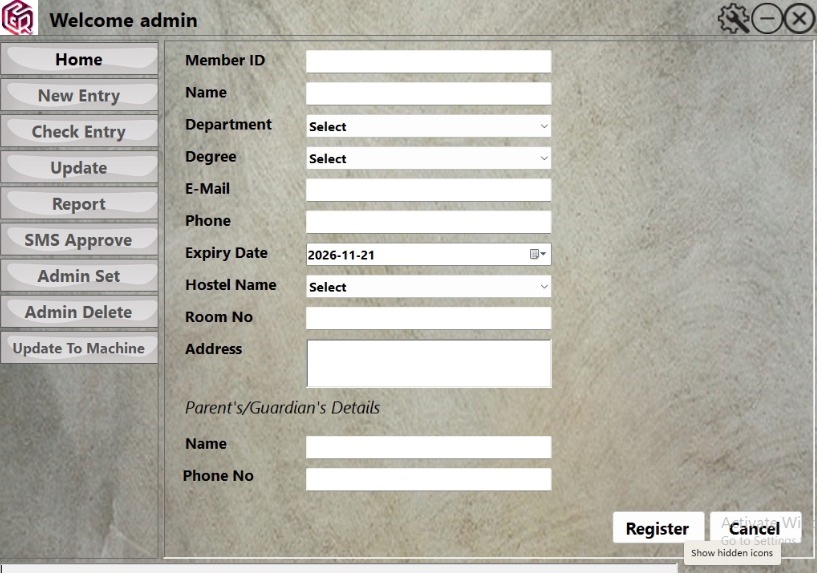 Welcome admin
Home
New Entry
Check Entry
Update
Report
SMS Approve
Admin Set
Admin Delete
Update To Machine
Member ID
Name
Department Select
Degree Select
E-Mail
Phone
Expiry Date 2026-11-21
Hostel Name Select
Room No
Address
Parent's/Guardian's Details
Name
Phone No
Register Cancel
Activate Wi
Go to Settings
Show hidden icons